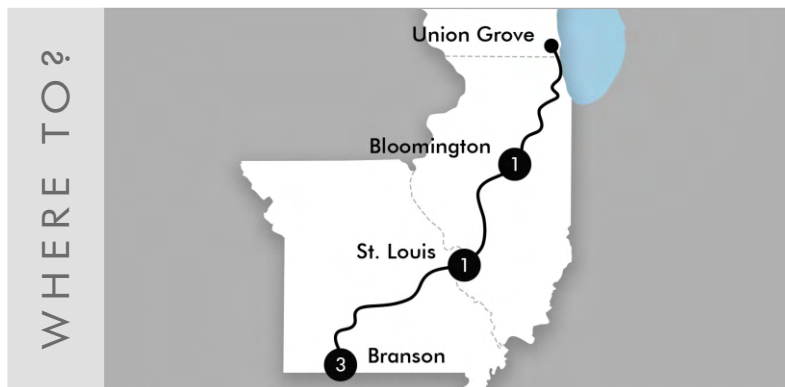 WHERE TO?
Union Grove
Bloomington
1
St. Louis
1
3
Branson